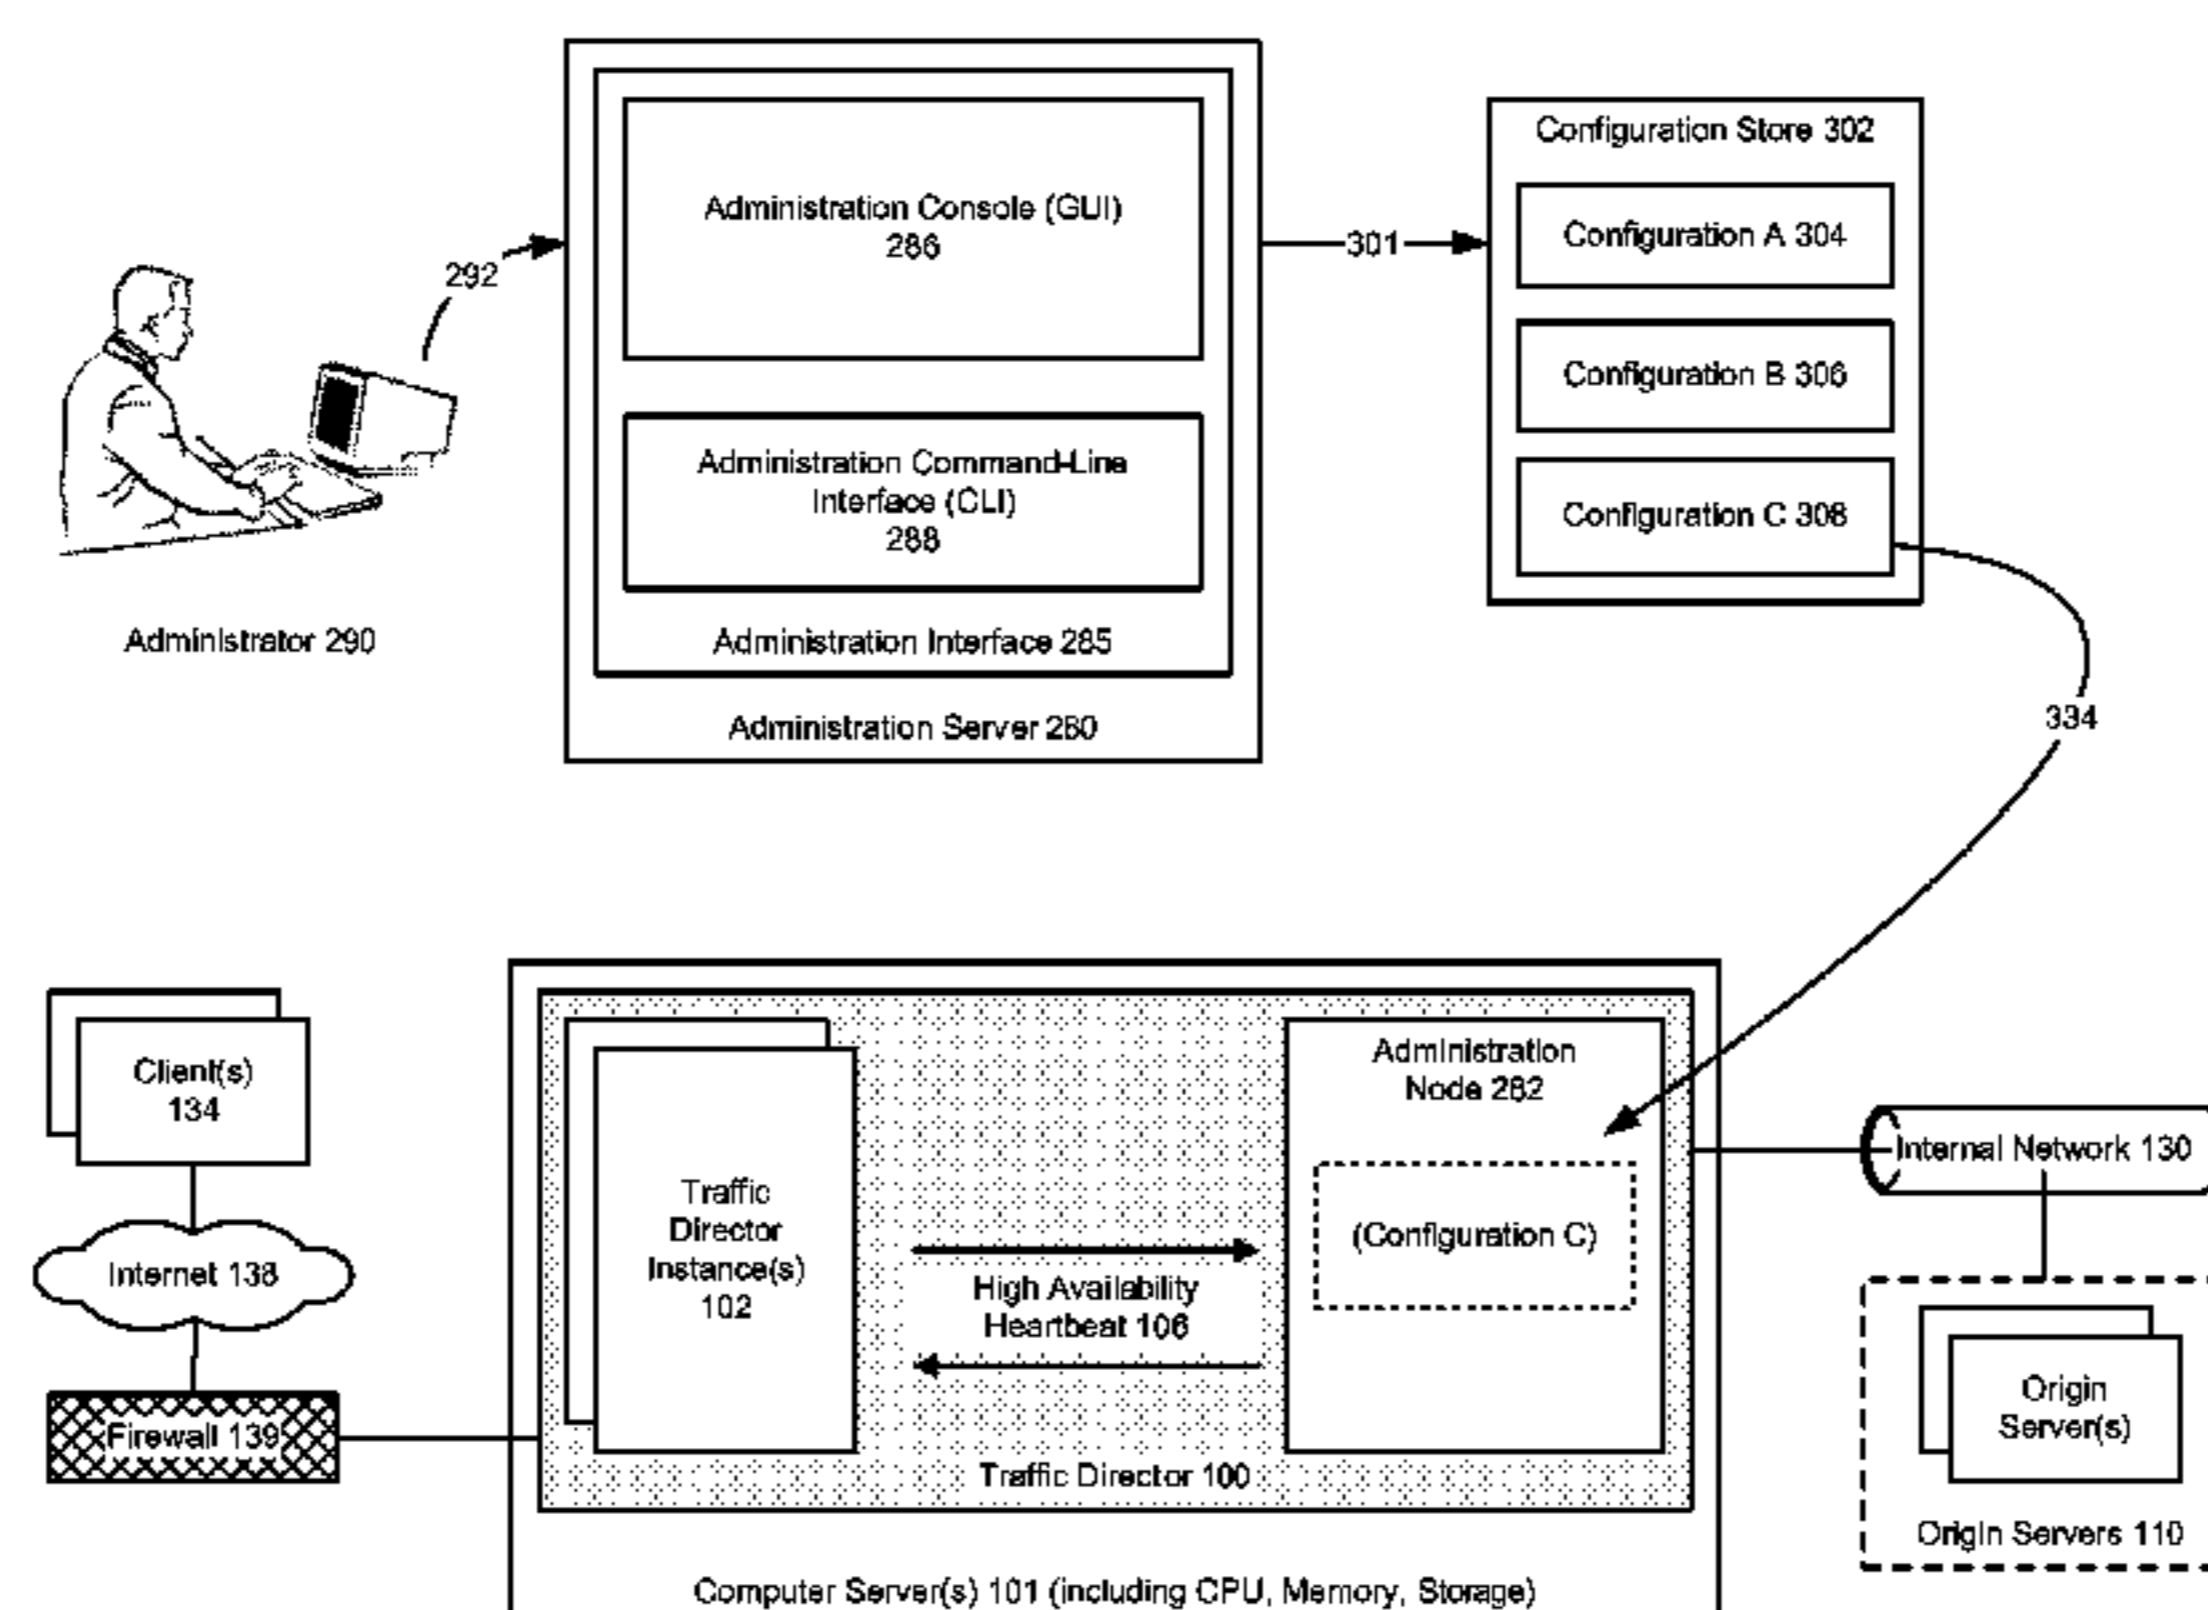 Administration Console (GUI)
286
Administration Command-Line
Interface (CLI)
288
Administration Interface 285
Administration Server 280
292
Administrator 290
301
Configuration Store 302
Configuration A 304
Configuration B 306
Configuration C 308
334
Client(s)
134
Internet 138
Firewall 139
Traffic
Director
Instance(s)
102
High Availability
Heartbeat 106
Administration
Node 282
(Configuration C)
Traffic Director 100
Computer Server(s) 101 (including CPU, Memory, Storage)
Internal Network 130
Origin
Server(s)
Origin Servers 110